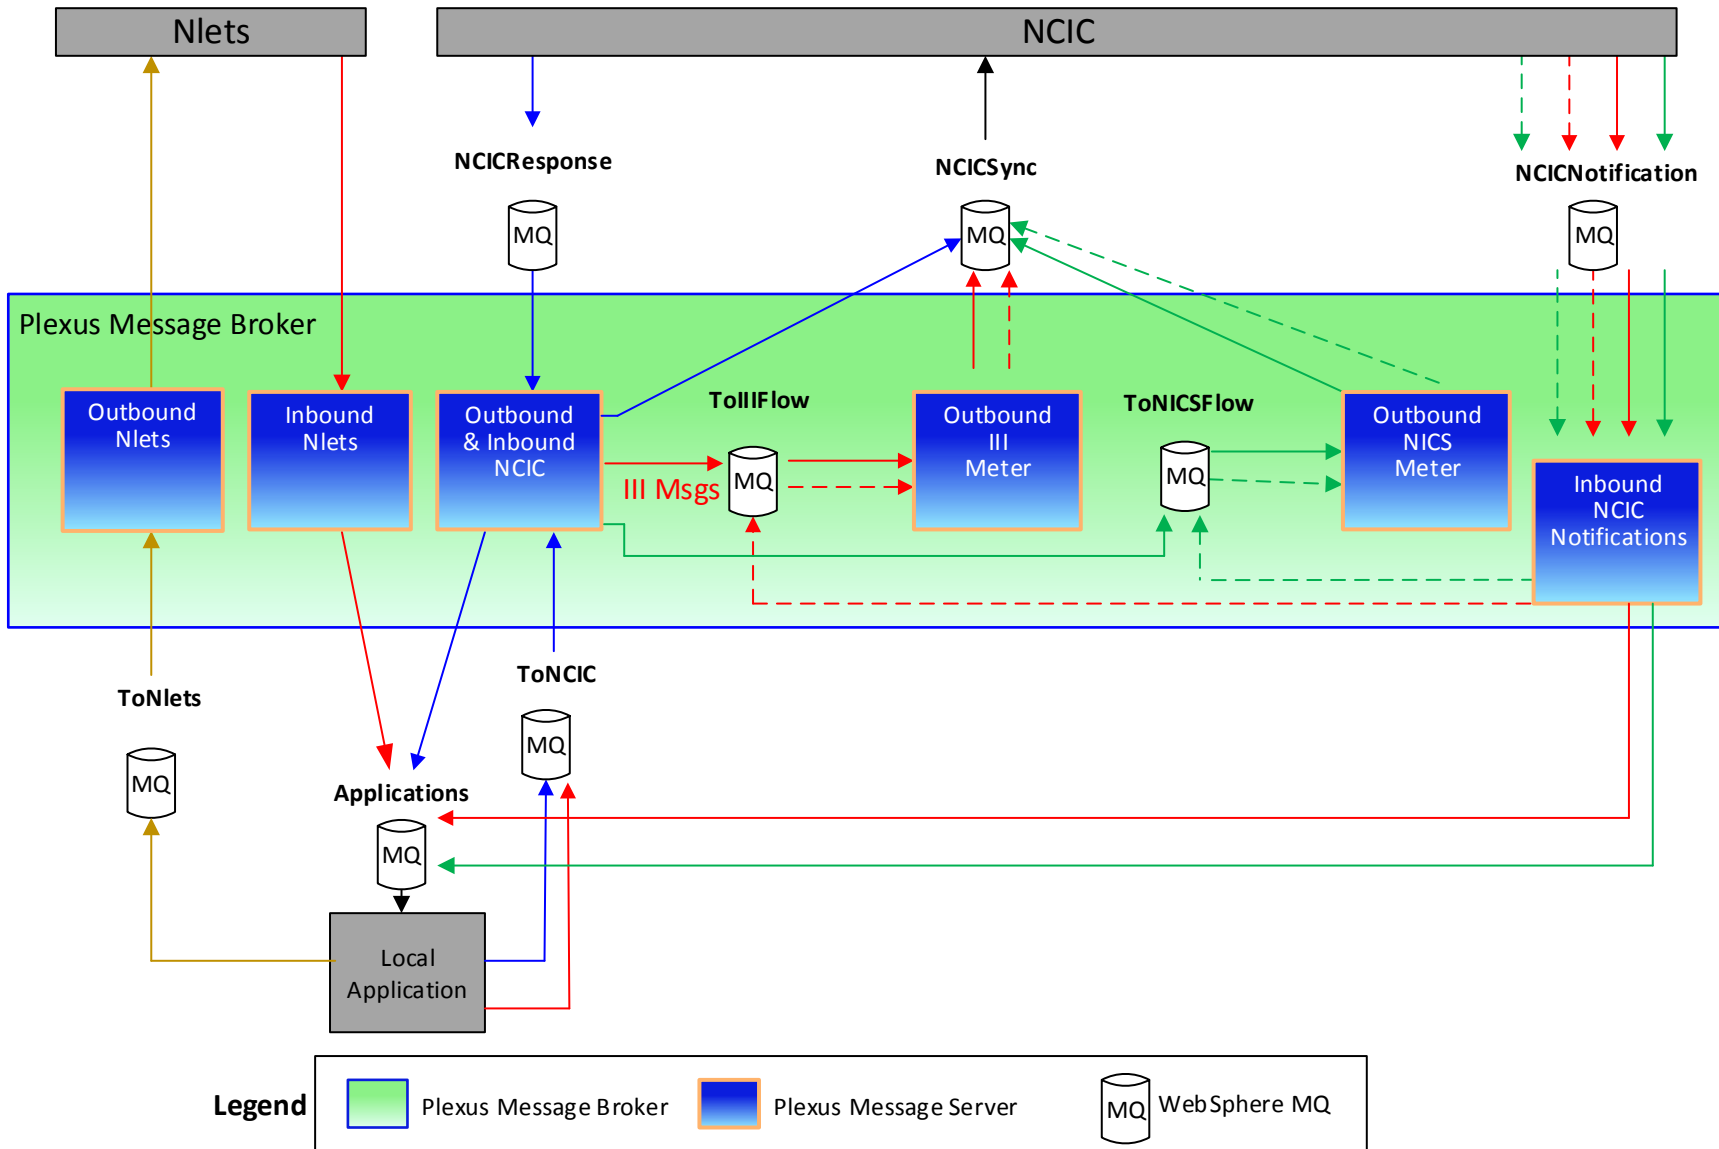 Nlets
NCIC
NCICResponse
NCICSync
NCICNotification
MQ
MQ
MQ
Plexus Message Broker
Outbound
Nlets
Inbound
Nlets
Outbound
& Inbound
NCIC
ToIIIFlow
MQ
III Msgs
Outbound
III
Meter
ToNICSFlow
MQ
Outbound
NICS
Meter
Inbound
NCIC
Notifications
ToNlets
MQ
ToNCIC
MQ
Applications
MQ
Local
Application
Legend
Plexus Message Broker
Plexus Message Server
MQ
WebSphere MQ